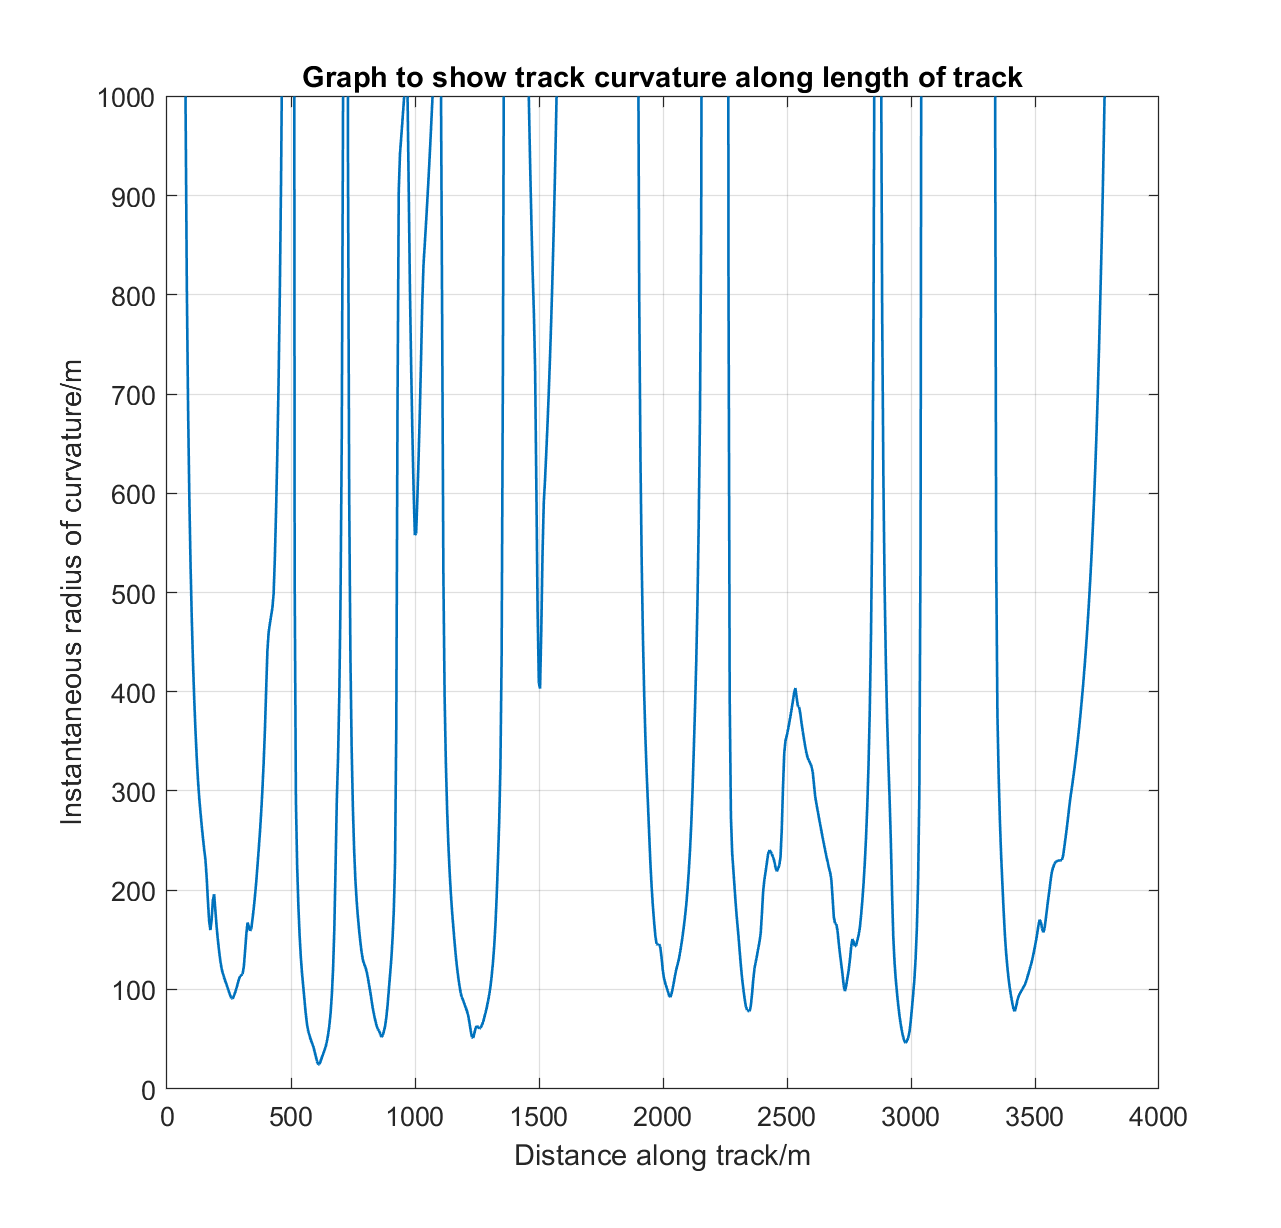 Graph to show track curvature along length of track
1000
900
800
700
600
500
400
300
200
100
0
Instantaneous radius of curvature/m
0 500 1000 1500 2000 2500 3000 3500 4000
Distance along track/m